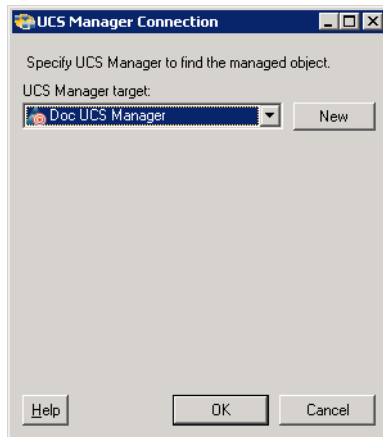 UCS Manager Connection
Specify UCS Manager to find the managed object.
UCS Manager target:
Doc UCS Manager
New
Help
OK
Cancel